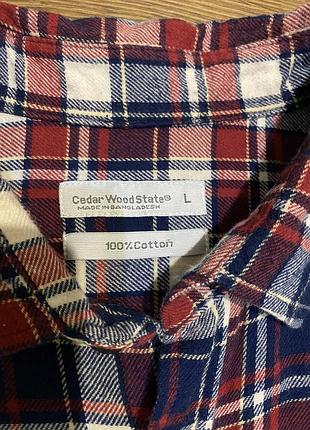 Cedar Wood State® L
MADE IN BANGLADESH
100% Cotton